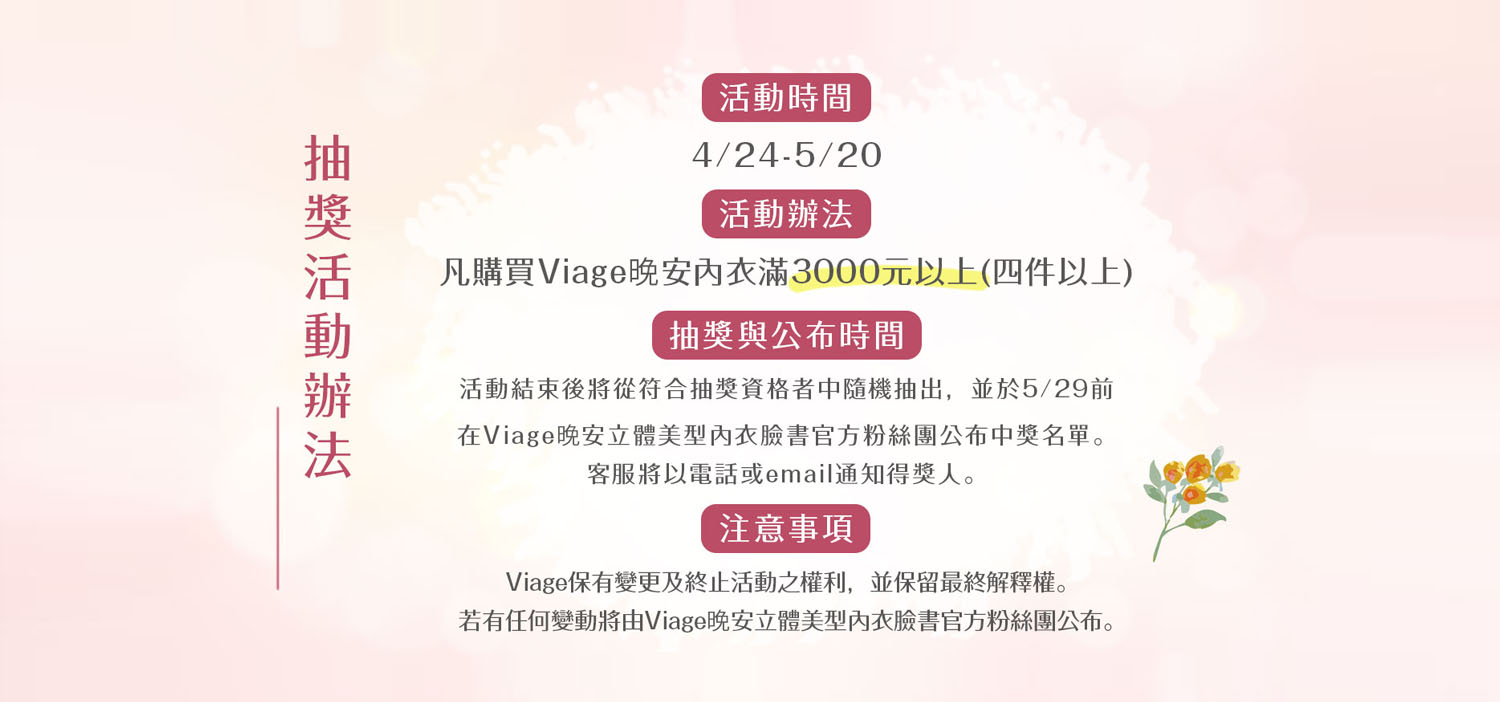 抽獎活動辦法
活動時間
4/24-5/20
活動辦法
凡購買Viage晚安內衣滿3000元以上(四件以上)
抽獎與公布時間
活動結束後將從符合抽獎資格者中隨機抽出，並於5/29前
在Viage晚安立體美型內衣臉書官方粉絲團公布中獎名單。
客服將以電話或email通知得獎人。
注意事項
Viage保有變更及終止活動之權利，並保留最終解釋權。
若有任何變動將由Viage晚安立體美型內衣臉書官方粉絲團公布。